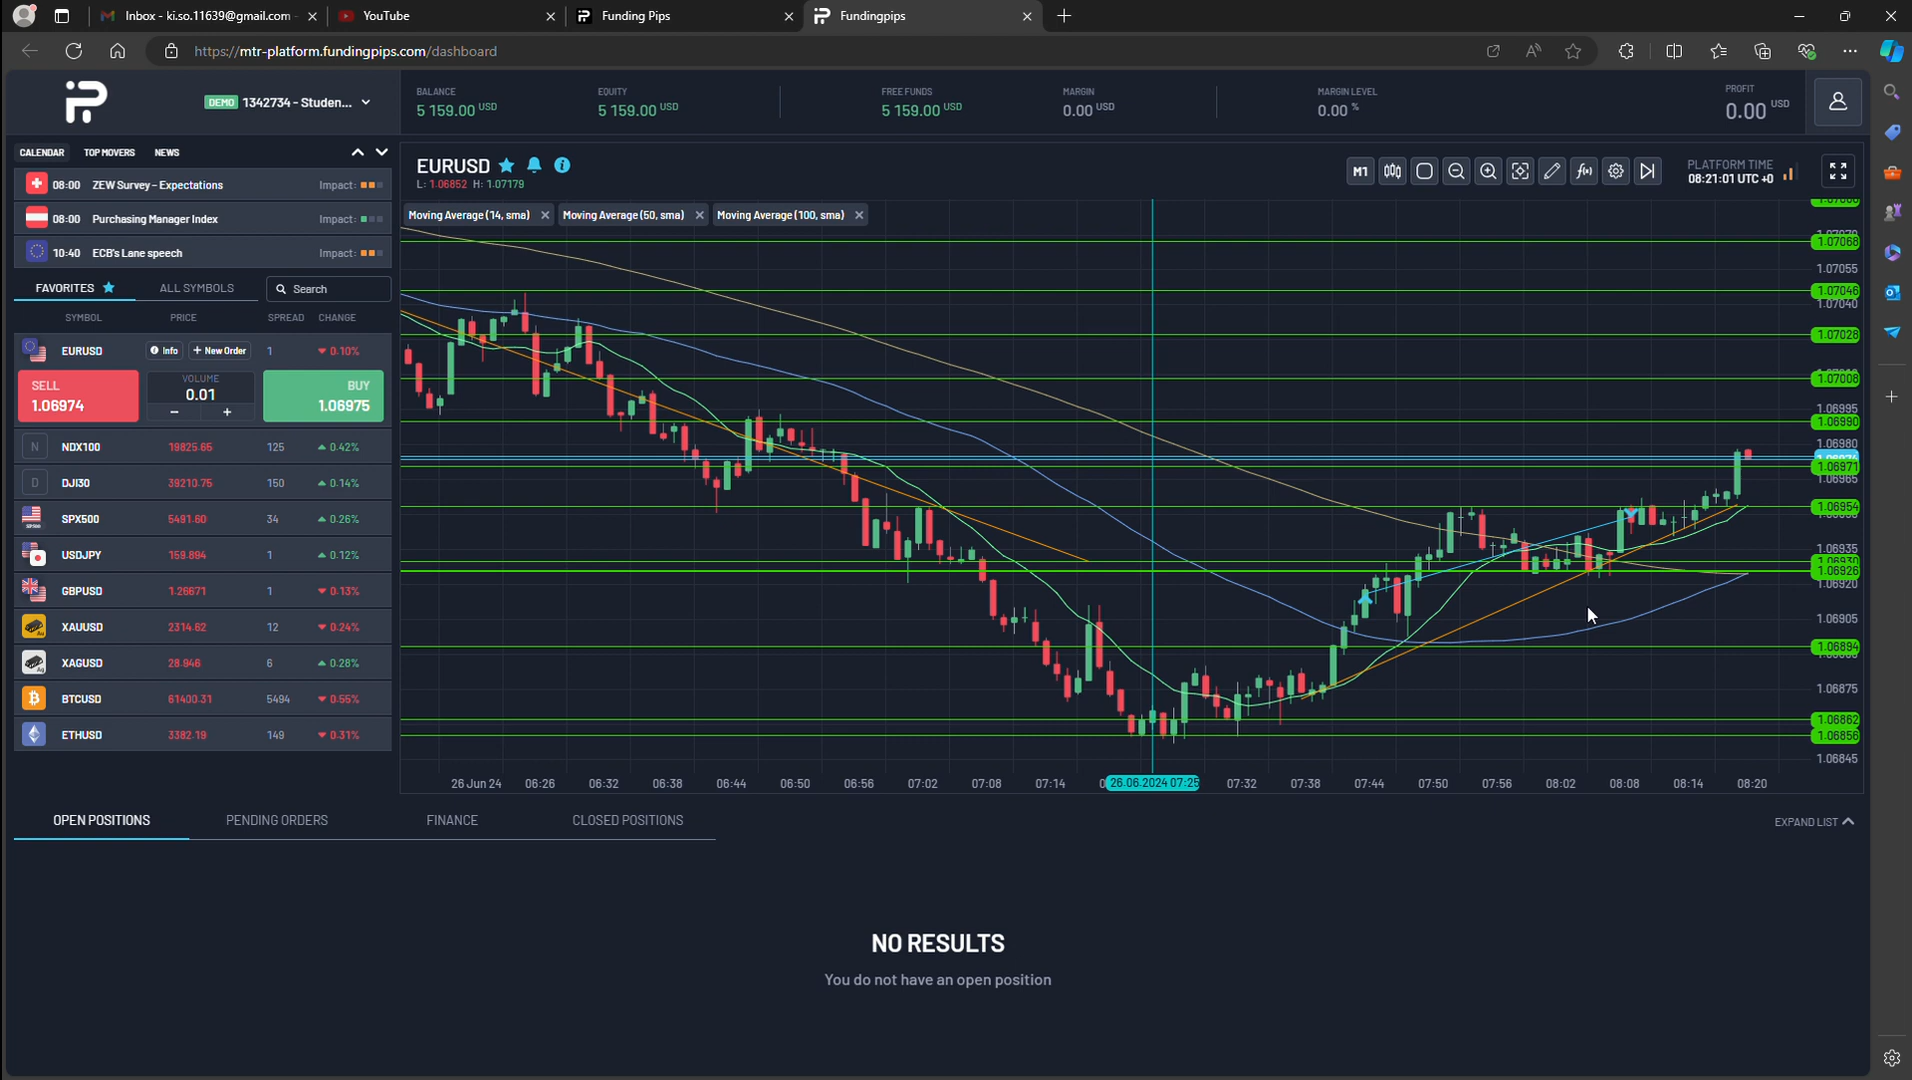 Inbox - ki.so.11639@gmail.com -
YouTube
Funding Pips
Fundingpips
https://mtr-platform.fundingpips.com/dashboard
DEMO 1342734 - Studen...
BALANCE
5 159.00 USD
EQUITY
5 159.00 USD
FREE FUNDS
5 159.00 USD
MARGIN
0.00 USD
MARGIN LEVEL
0.00 %
PROFIT
0.00 USD
CALENDAR TOP MOVERS NEWS
08:00 ZEW Survey – Expectations Impact:
08:00 Purchasing Manager Index Impact:
10:40 ECB's Lane speech Impact:
FAVORITES ALL SYMBOLS Search
SYMBOL PRICE SPREAD CHANGE
EURUSD Info + New Order 1 0.10%
SELL
1.06974
VOLUME
0.01
− +
BUY
1.06975
N NDX100 19825.65 125 0.42%
D DJI30 39210.75 150 0.14%
SPX500 5491.60 34 0.26%
USDJPY 159.894 1 0.12%
GBPUSD 1.26671 1 0.13%
XAUUSD 2314.62 12 0.24%
XAGUSD 28.946 6 0.28%
BTCUSD 61400.31 5494 0.55%
ETHUSD 3382.19 149 0.31%
EURUSD
L: 1.06852 H: 1.07179
M1
f(x)
PLATFORM TIME
08:21:01 UTC +0
Moving Average (14, sma) Moving Average (50, sma) Moving Average (100, sma)
1.07068
1.07055
1.07046
1.07040
1.07028
1.07008
1.06995
1.06990
1.06980
1.06971
1.06965
1.06954
1.06935
1.06926
1.06920
1.06905
1.06894
1.06875
1.06862
1.06856
1.06845
26 Jun 24 06:26 06:32 06:38 06:44 06:50 06:56 07:02 07:08 07:14 26.06.2024 07:25 07:32 07:38 07:44 07:50 07:56 08:02 08:08 08:14 08:20
OPEN POSITIONS PENDING ORDERS FINANCE CLOSED POSITIONS
EXPAND LIST
NO RESULTS
You do not have an open position